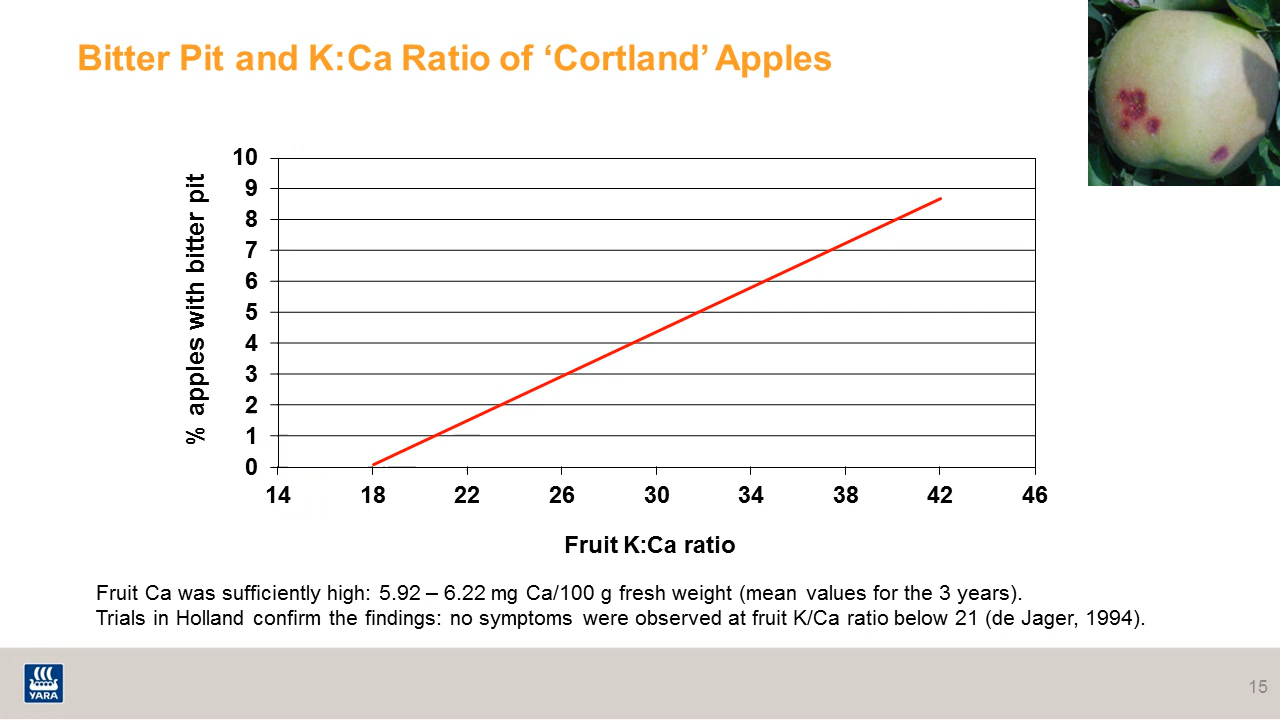 Bitter Pit and K:Ca Ratio of ‘Cortland’ Apples
% apples with bitter pit
10
9
8
7
6
5
4
3
2
1
0
14 18 22 26 30 34 38 42 46
Fruit K:Ca ratio
Fruit Ca was sufficiently high: 5.92 – 6.22 mg Ca/100 g fresh weight (mean values for the 3 years).
Trials in Holland confirm the findings: no symptoms were observed at fruit K/Ca ratio below 21 (de Jager, 1994).
YARA
15